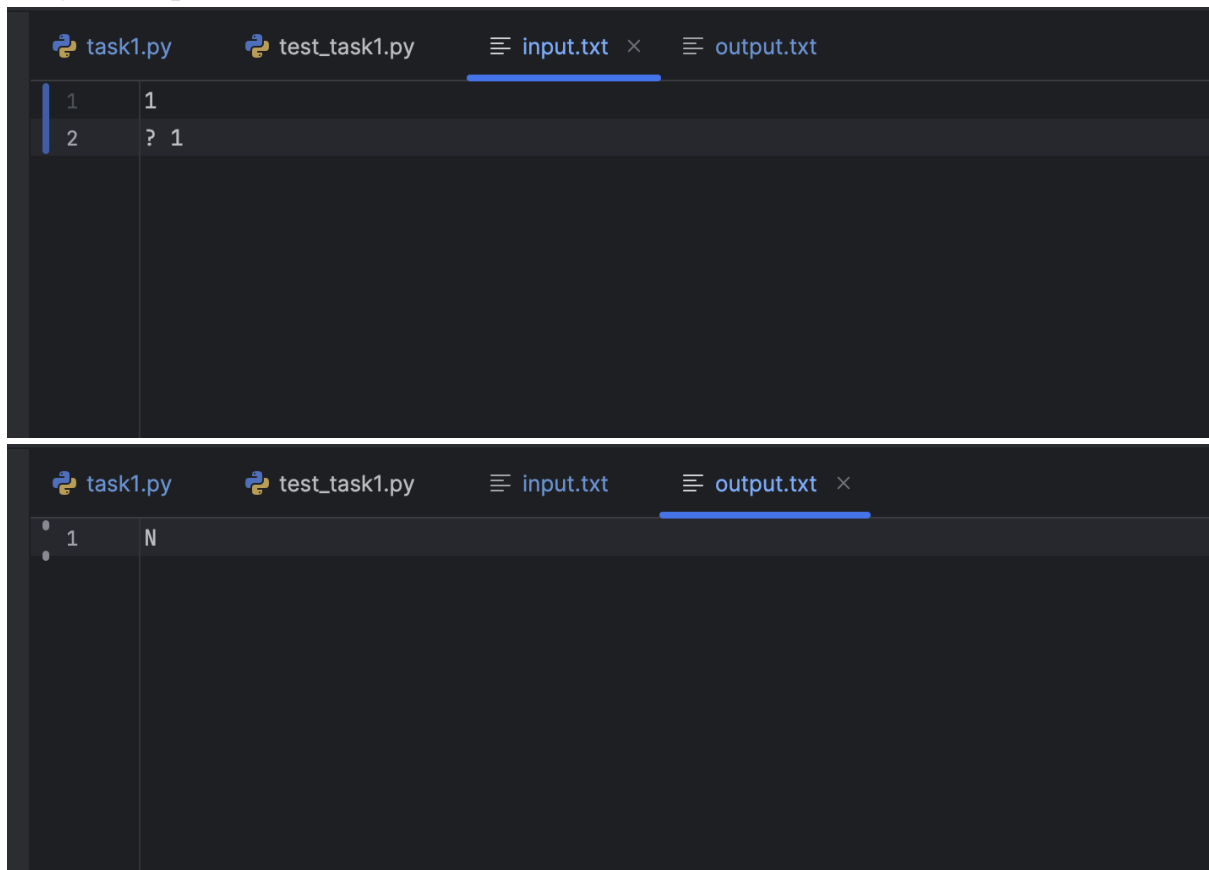 task1.py test_task1.py input.txt output.txt
1 1
2 ? 1
task1.py test_task1.py input.txt output.txt
1 N